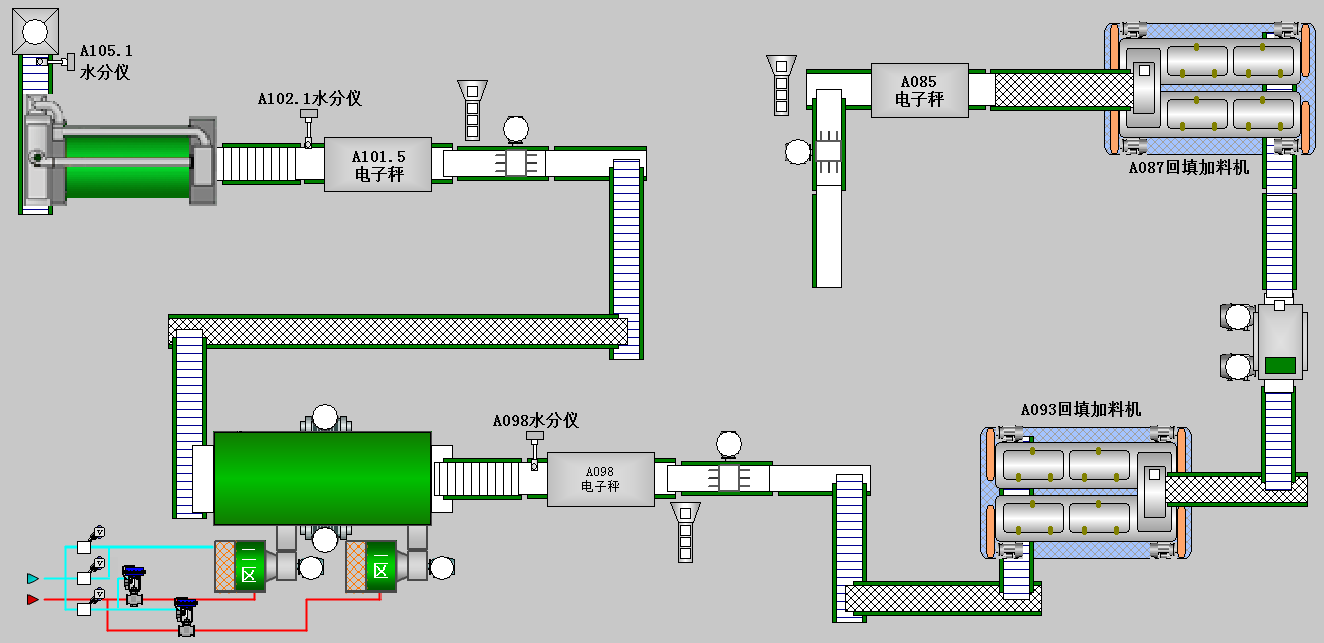 A105.1
水分仪
A102.1水分仪
A101.5
电子秤
A085
电子秤
A087回填加料机
A093回填加料机
A098水分仪
A098
电子秤
二区
一区